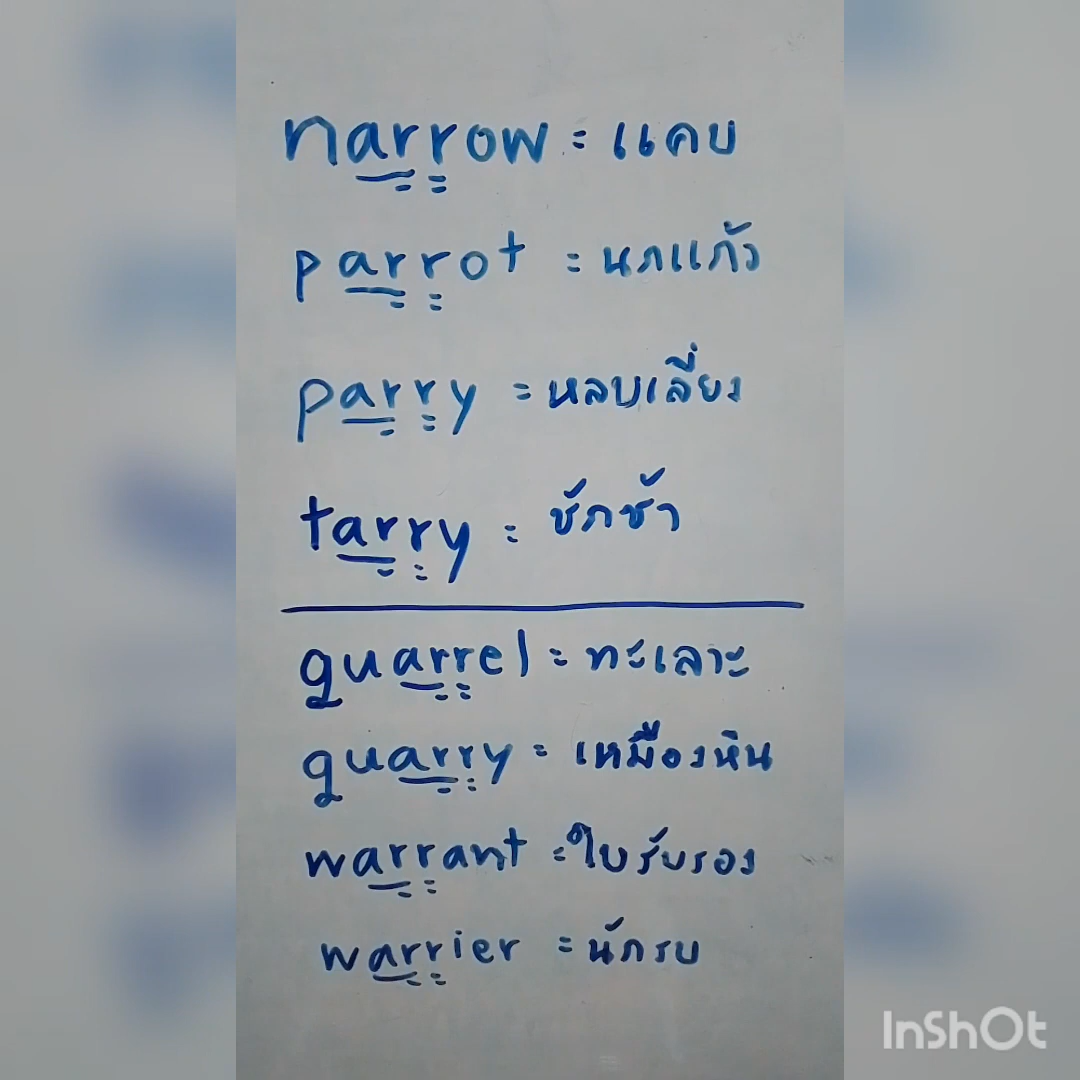 narrow = แคบ
parrot = นกแก้ว
parry = หลบเลี่ยง
tarry = ชักช้า
quarrel = ทะเลาะ
quarry = เหมืองหิน
warrant = ใบรับรอง
warrier = นักรบ
InShOt